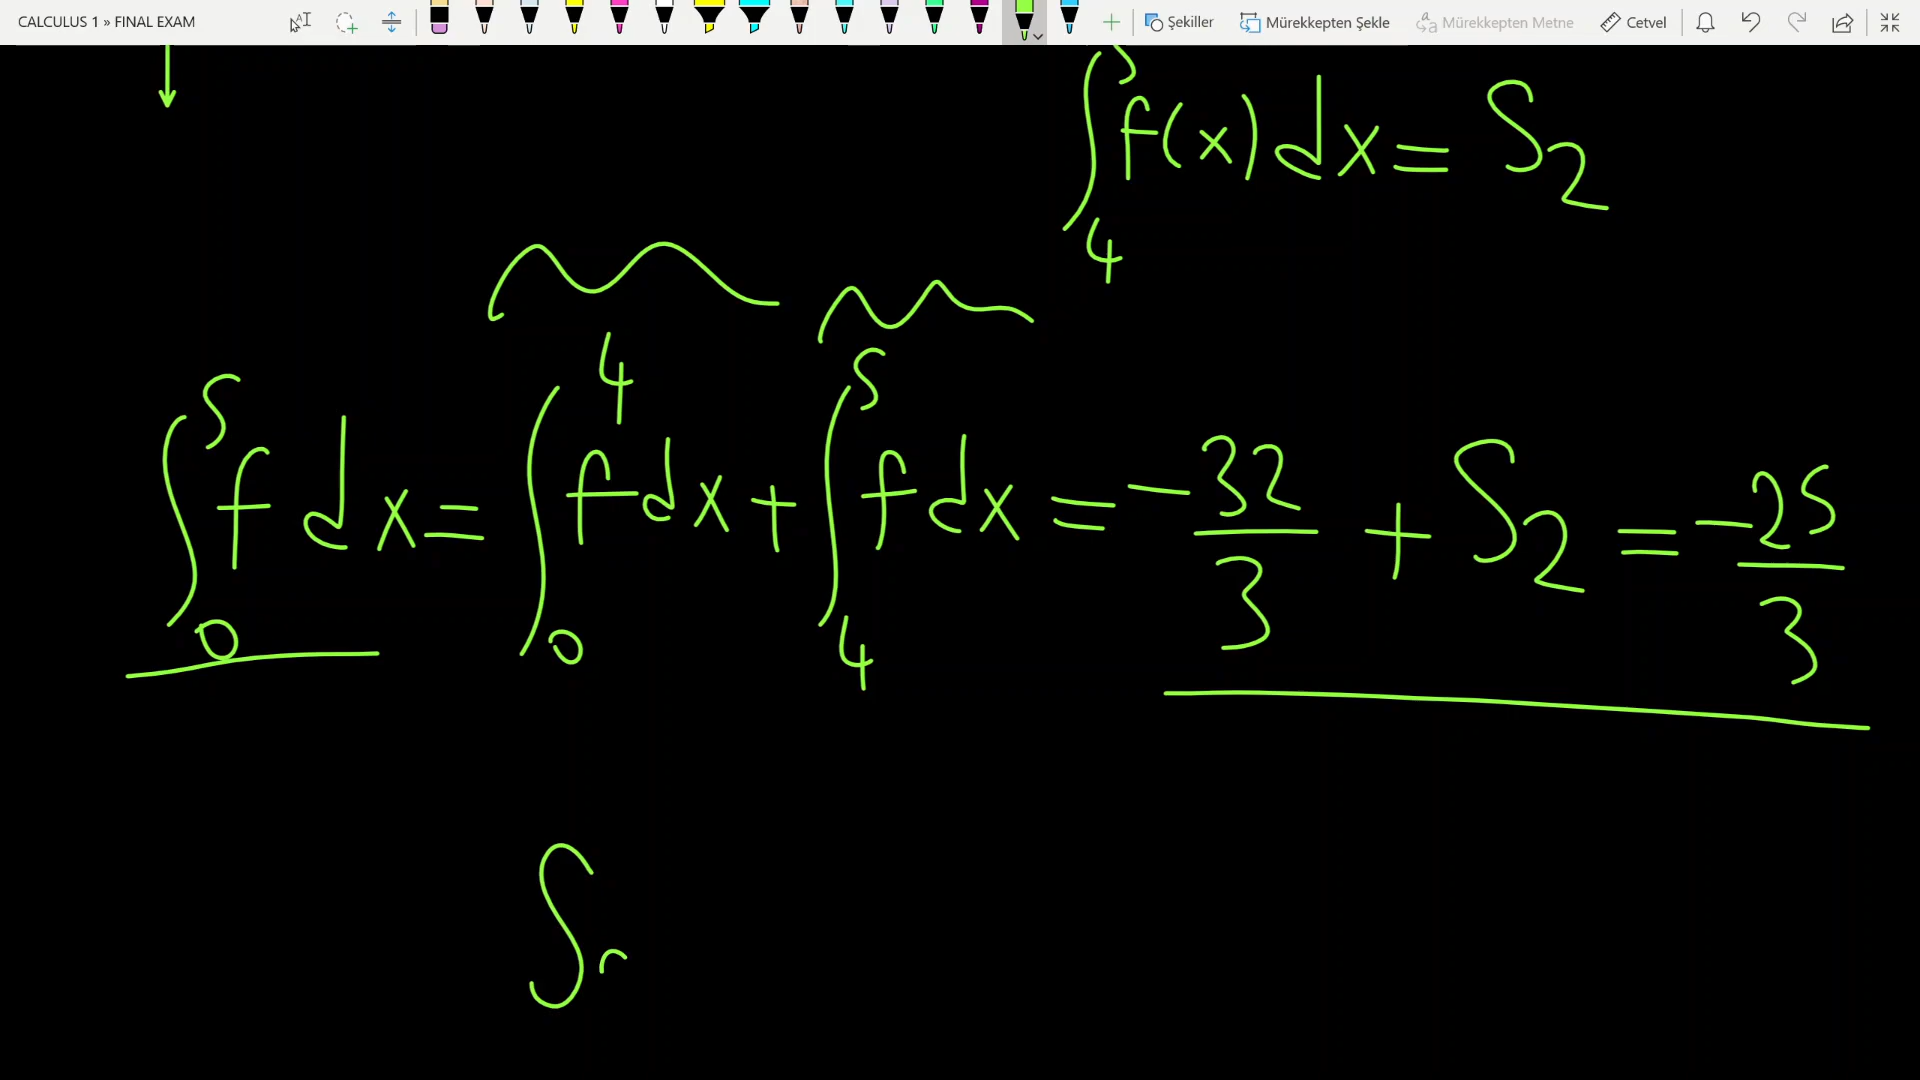 CALCULUS 1 » FINAL EXAM
Şekiller
Mürekkepten Şekle
Mürekkepten Metne
Cetvel
∫₄⁵ f(x) dx = S₂
∫₀⁵ f dx = ∫₀⁴ f dx + ∫₄⁵ f dx = -32/3 + S₂ = -25/3
S